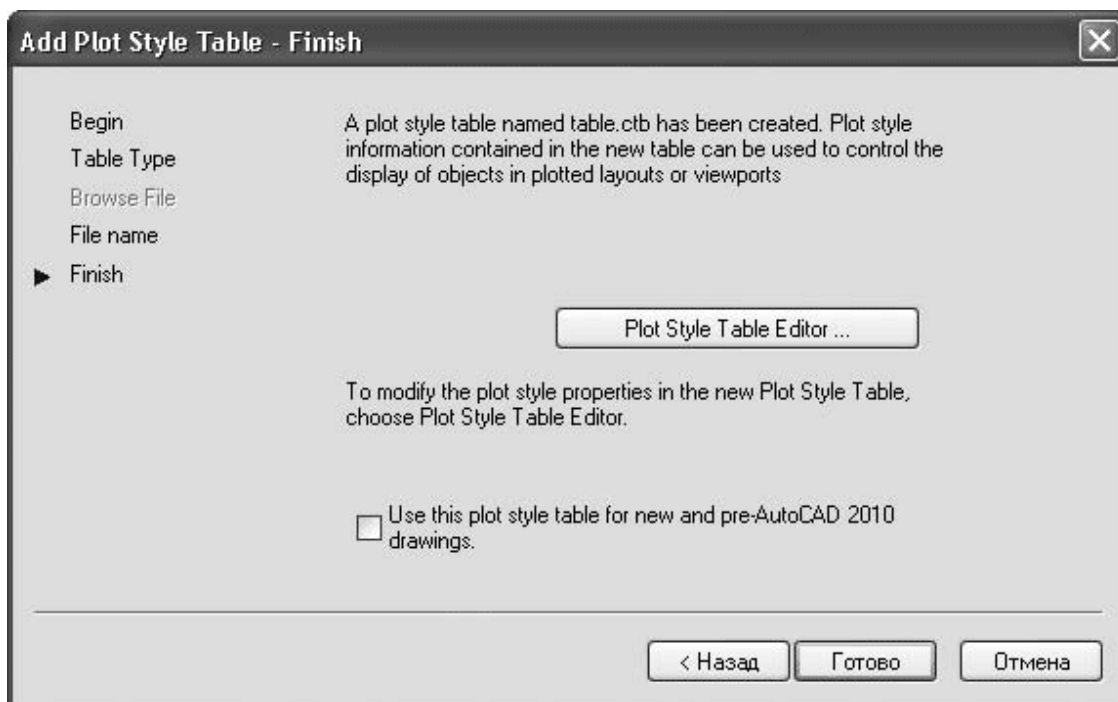 Add Plot Style Table - Finish
Begin
Table Type
Browse File
File name
Finish
A plot style table named table.ctb has been created. Plot style
information contained in the new table can be used to control the
display of objects in plotted layouts or viewports
Plot Style Table Editor ...
To modify the plot style properties in the new Plot Style Table,
choose Plot Style Table Editor.
Use this plot style table for new and pre-AutoCAD 2010
drawings.
< Назад
Готово
Отмена